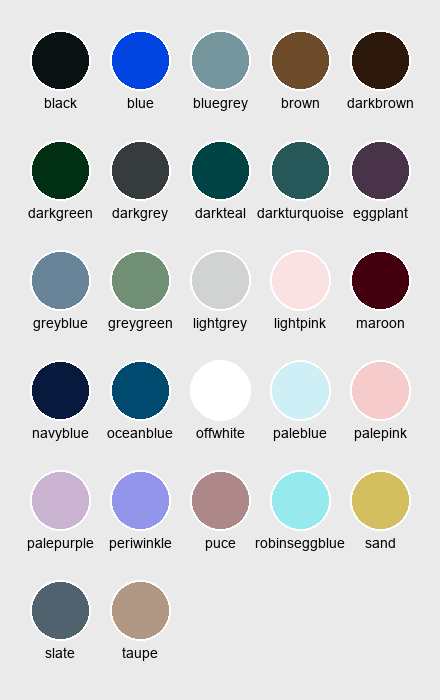 black blue bluegrey brown darkbrown
darkgreen darkgrey darkteal darkturquoise eggplant
greyblue greygreen lightgrey lightpink maroon
navyblue oceanblue offwhite paleblue palepink
palepurple periwinkle puce robinseggblue sand
slate taupe